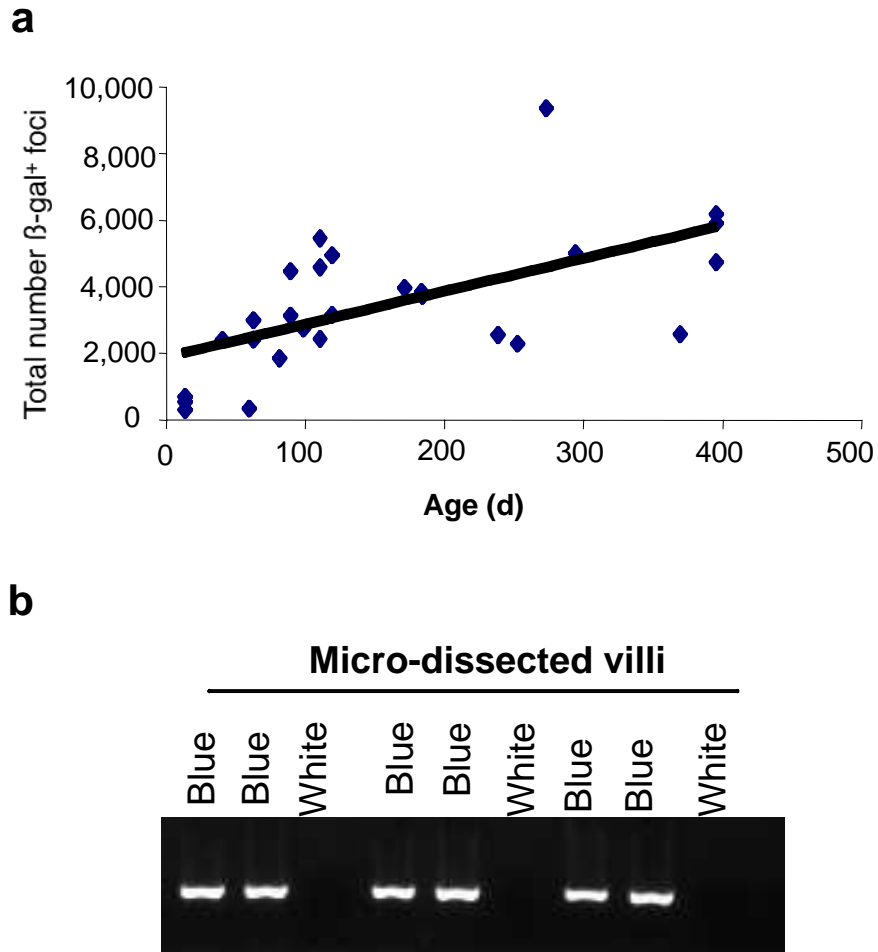 a
Total number ß-gal⁺ foci
10,000
8,000
6,000
4,000
2,000
0
0 100 200 300 400 500
Age (d)
b
Micro-dissected villi
Blue Blue White Blue Blue White Blue Blue White